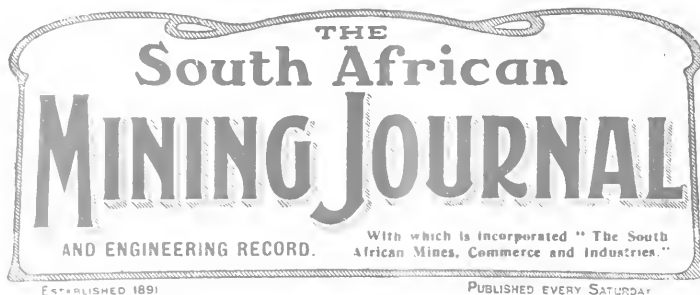 THE
South African
MINING JOURNAL
AND ENGINEERING RECORD.
With which is incorporated " The South
African Mines, Commerce and Industries."
ESTABLISHED 1891
PUBLISHED EVERY SATURDAY